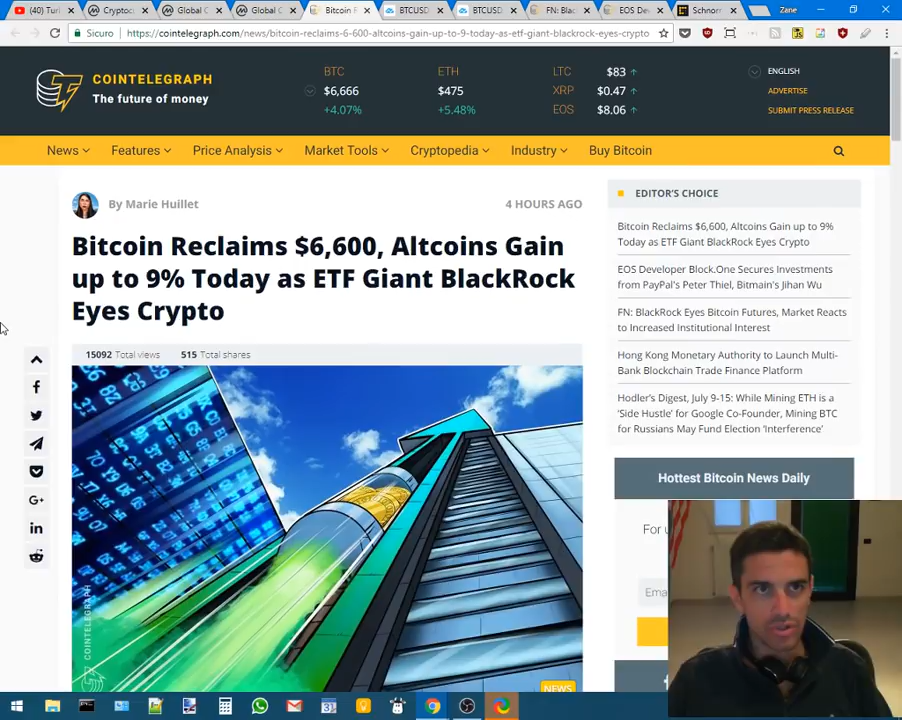 (40) Turi
Cryptoc
Global C
Global C
Bitcoin F
BTCUSD
BTCUSD
FN: Blac
EOS Dev
Schnorr
Zane
Sicuro
https://cointelegraph.com/news/bitcoin-reclaims-6-600-altcoins-gain-up-to-9-today-as-etf-giant-blackrock-eyes-crypto
COINTELEGRAPH
The future of money
BTC
$6,666
+4.07%
ETH
$475
+5.48%
LTC $83 ↑
XRP $0.47 ↑
EOS $8.06 ↑
ENGLISH
ADVERTISE
SUBMIT PRESS RELEASE
News
Features
Price Analysis
Market Tools
Cryptopedia
Industry
Buy Bitcoin
By Marie Huillet
4 HOURS AGO
Bitcoin Reclaims $6,600, Altcoins Gain
up to 9% Today as ETF Giant BlackRock
Eyes Crypto
15092 Total views 515 Total shares
COINTELEGRAPH
NEWS
EDITOR'S CHOICE
Bitcoin Reclaims $6,600, Altcoins Gain up to 9%
Today as ETF Giant BlackRock Eyes Crypto
EOS Developer Block.One Secures Investments
from PayPal's Peter Thiel, Bitmain's Jihan Wu
FN: BlackRock Eyes Bitcoin Futures, Market Reacts
to Increased Institutional Interest
Hong Kong Monetary Authority to Launch Multi-
Bank Blockchain Trade Finance Platform
Hodler's Digest, July 9-15: While Mining ETH is a
'Side Hustle' for Google Co-Founder, Mining BTC
for Russians May Fund Election 'Interference'
Hottest Bitcoin News Daily
For u
Ema